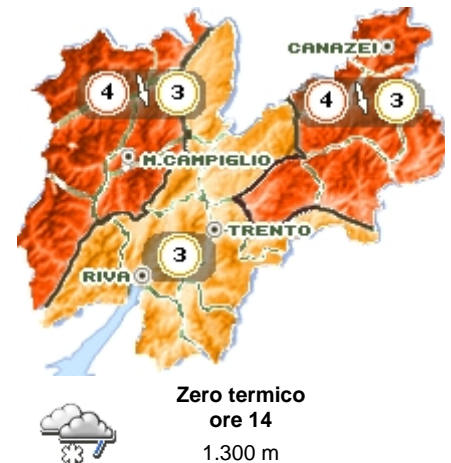 CANAZEI
4 3 4 3
M.CAMPIGLIO
TRENTO
3
RIVA
Zero termico
ore 14
1.300 m